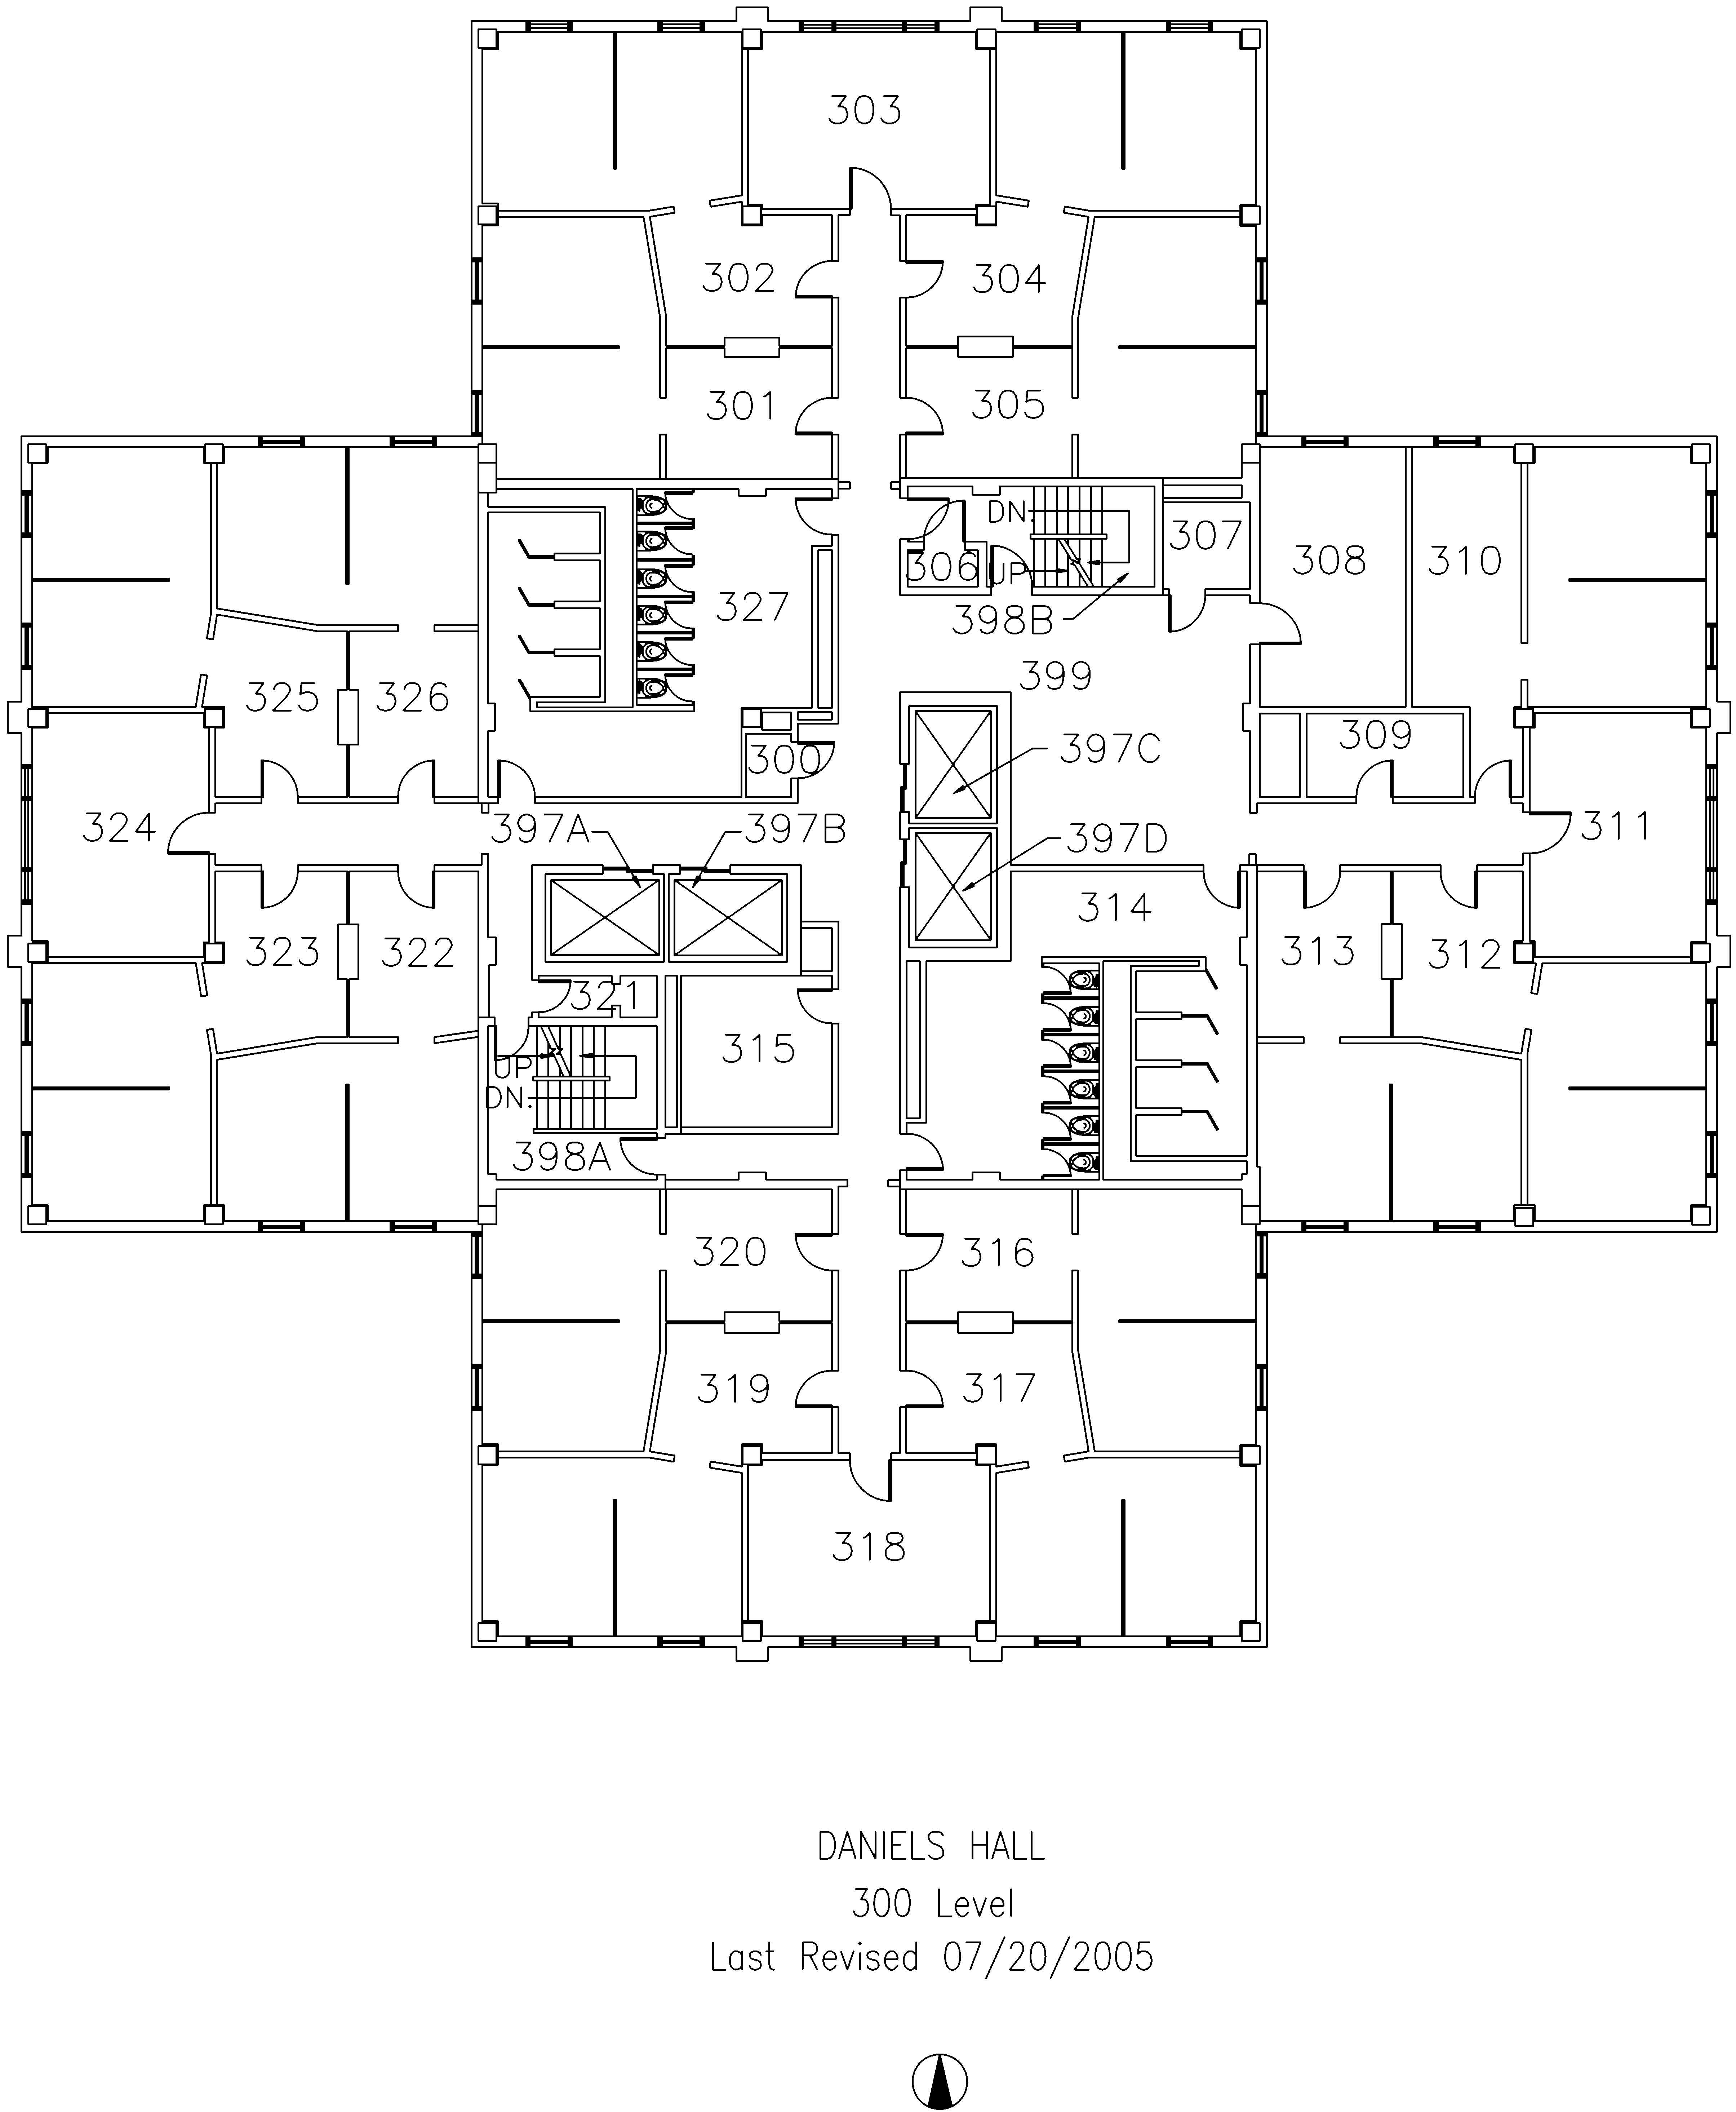 303
302
304
301
305
DN.
307
306
UP
308
310
327
398B
399
325
326
309
300
397C
324
397A
397B
397D
311
314
323
322
313
312
321
315
UP
DN.
398A
320
316
319
317
318
DANIELS HALL
300 Level
Last Revised 07/20/2005